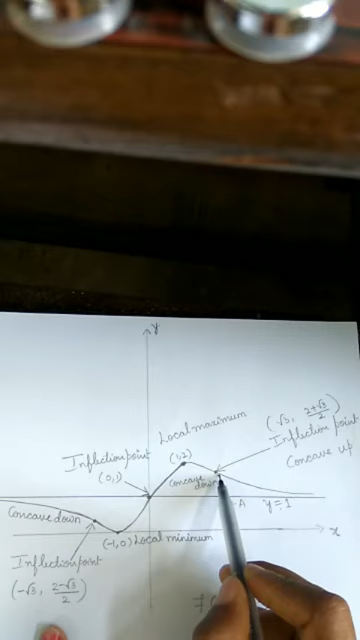 y
Local maximum
(√3, 2+√3/2)
Inflection point
Concave up
Inflection point
(0,1)
(1,2)
Concave down
Concave down
y=1
x
(-1,0) Local minimum
Inflection point
(-√3, 2-√3/2)